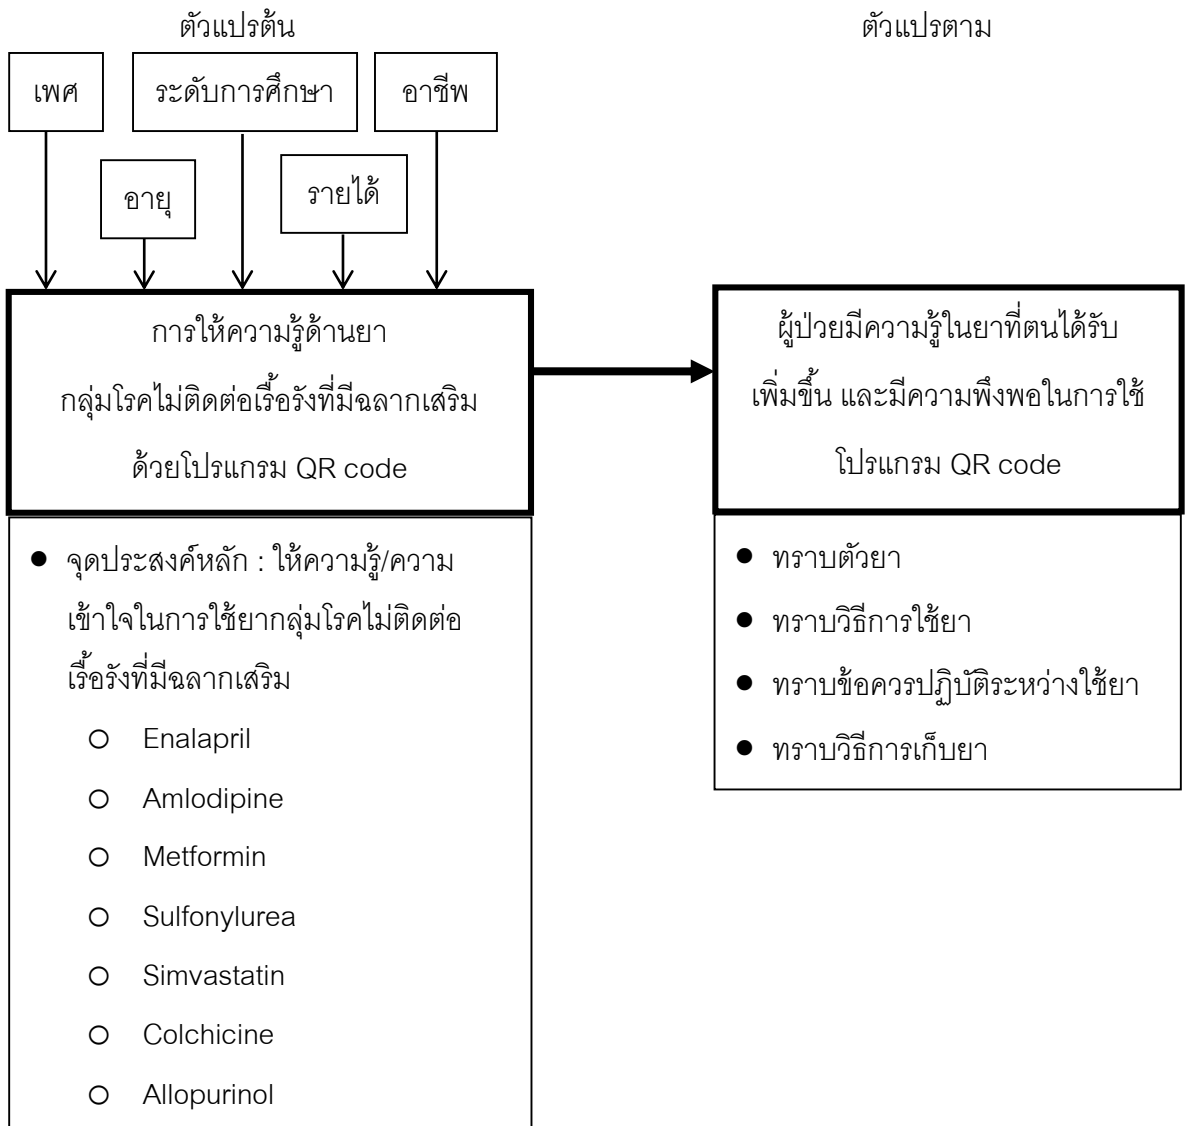 ตัวแปรต้น
ตัวแปรตาม
เพศ
ระดับการศึกษา
อาชีพ
อายุ
รายได้
การให้ความรู้ด้านยา
กลุ่มโรคไม่ติดต่อเรื้อรังที่มีฉลากเสริม
ด้วยโปรแกรม QR code
ผู้ป่วยมีความรู้ในยาที่ตนได้รับ
เพิ่มขึ้น และมีความพึงพอในการใช้
โปรแกรม QR code
● จุดประสงค์หลัก : ให้ความรู้/ความ
เข้าใจในการใช้ยากลุ่มโรคไม่ติดต่อ
เรื้อรังที่มีฉลากเสริม
○ Enalapril
○ Amlodipine
○ Metformin
○ Sulfonylurea
○ Simvastatin
○ Colchicine
○ Allopurinol
● ทราบตัวยา
● ทราบวิธีการใช้ยา
● ทราบข้อควรปฏิบัติระหว่างใช้ยา
● ทราบวิธีการเก็บยา